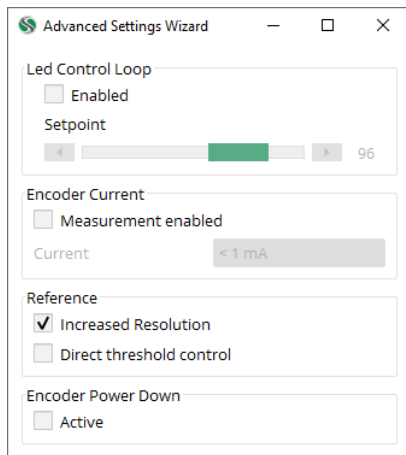 Advanced Settings Wizard
Led Control Loop
Enabled
Setpoint
96
Encoder Current
Measurement enabled
Current < 1 mA
Reference
Increased Resolution
Direct threshold control
Encoder Power Down
Active